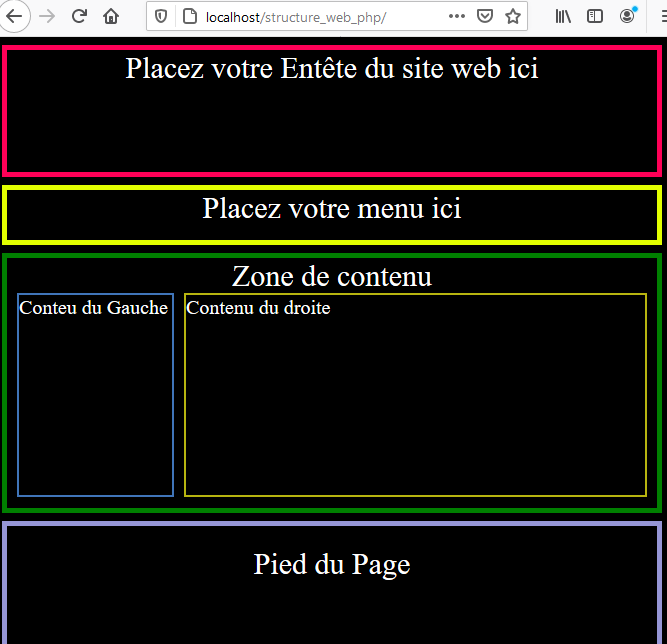 localhost/structure_web_php/
Placez votre Entête du site web ici
Placez votre menu ici
Zone de contenu
Conteu du Gauche
Contenu du droite
Pied du Page